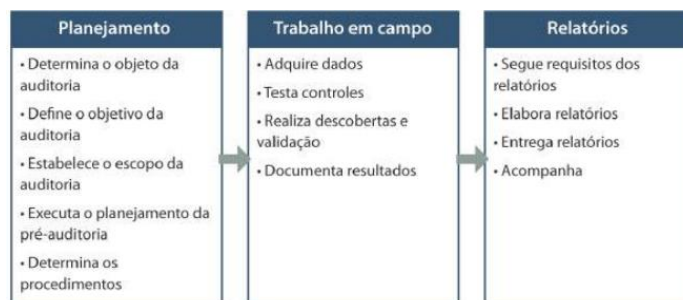 Planejamento
• Determina o objeto da
auditoria
• Define o objetivo da
auditoria
• Estabelece o escopo da
auditoria
• Executa o planejamento da
pré-auditoria
• Determina os
procedimentos
Trabalho em campo
• Adquire dados
• Testa controles
• Realiza descobertas e
validação
• Documenta resultados
Relatórios
• Segue requisitos dos
relatórios
• Elabora relatórios
• Entrega relatórios
• Acompanha